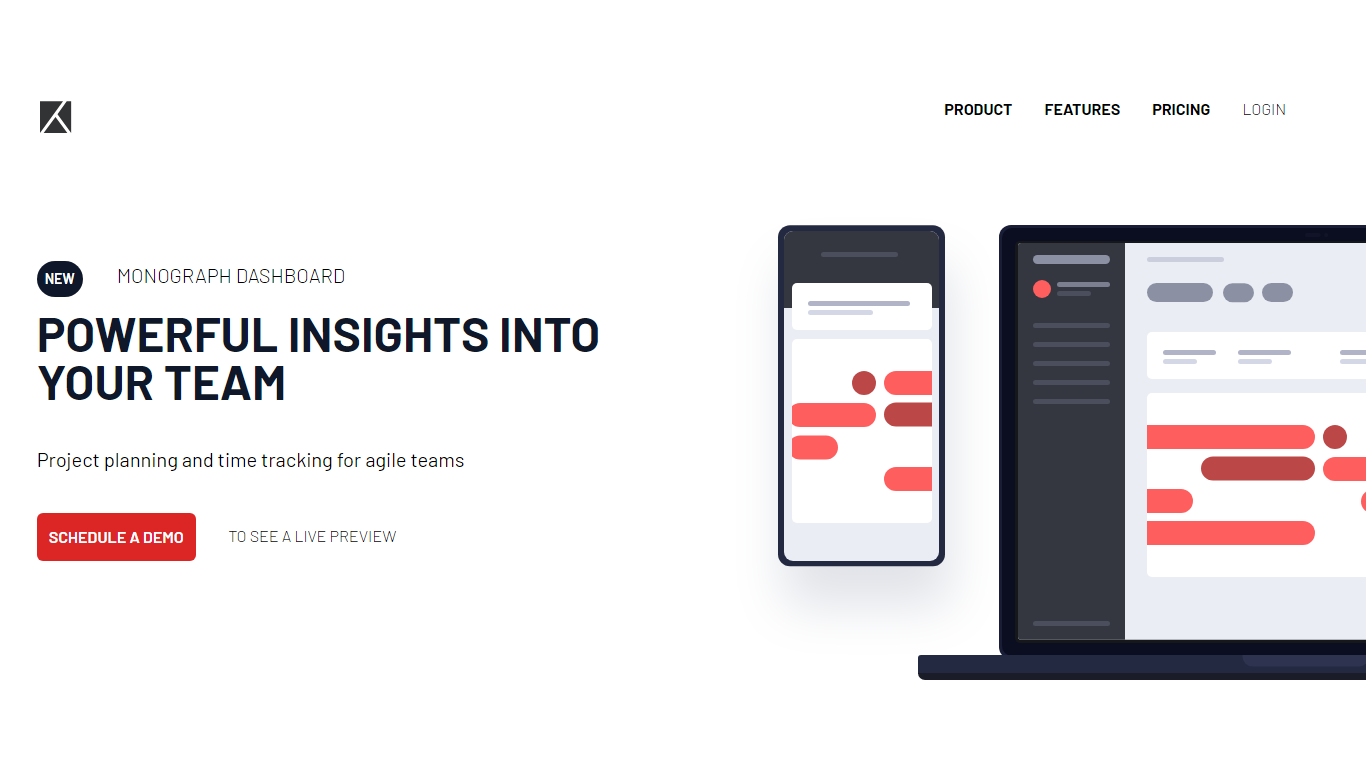 PRODUCT FEATURES PRICING LOGIN
NEW MONOGRAPH DASHBOARD
POWERFUL INSIGHTS INTO
YOUR TEAM
Project planning and time tracking for agile teams
SCHEDULE A DEMO TO SEE A LIVE PREVIEW